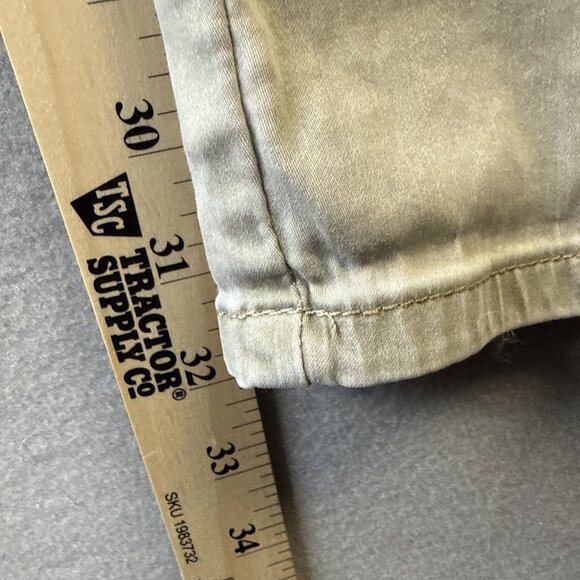 30
TSC
31
TRACTOR
SUPPLY CO®
32
33
SKU 1983732
34